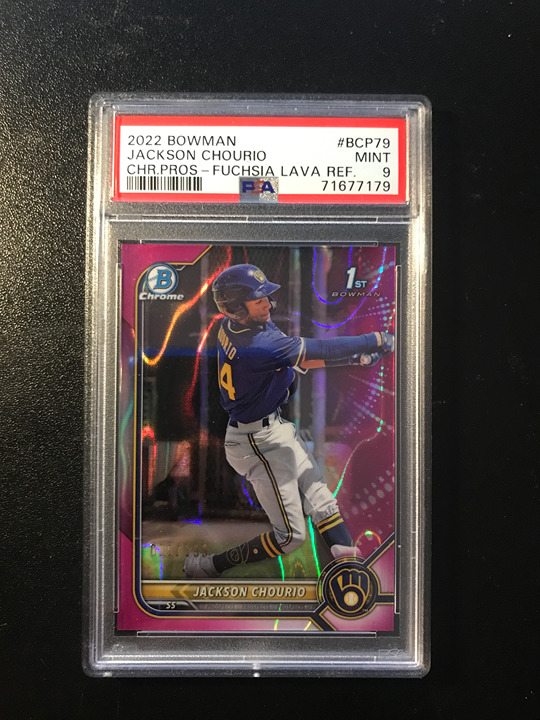 2022 BOWMAN #BCP79
JACKSON CHOURIO MINT
CHR.PROS - FUCHSIA LAVA REF. 9
PSA 71677179
B
Chrome
1ST
BOWMAN
4
JACKSON CHOURIO
SS